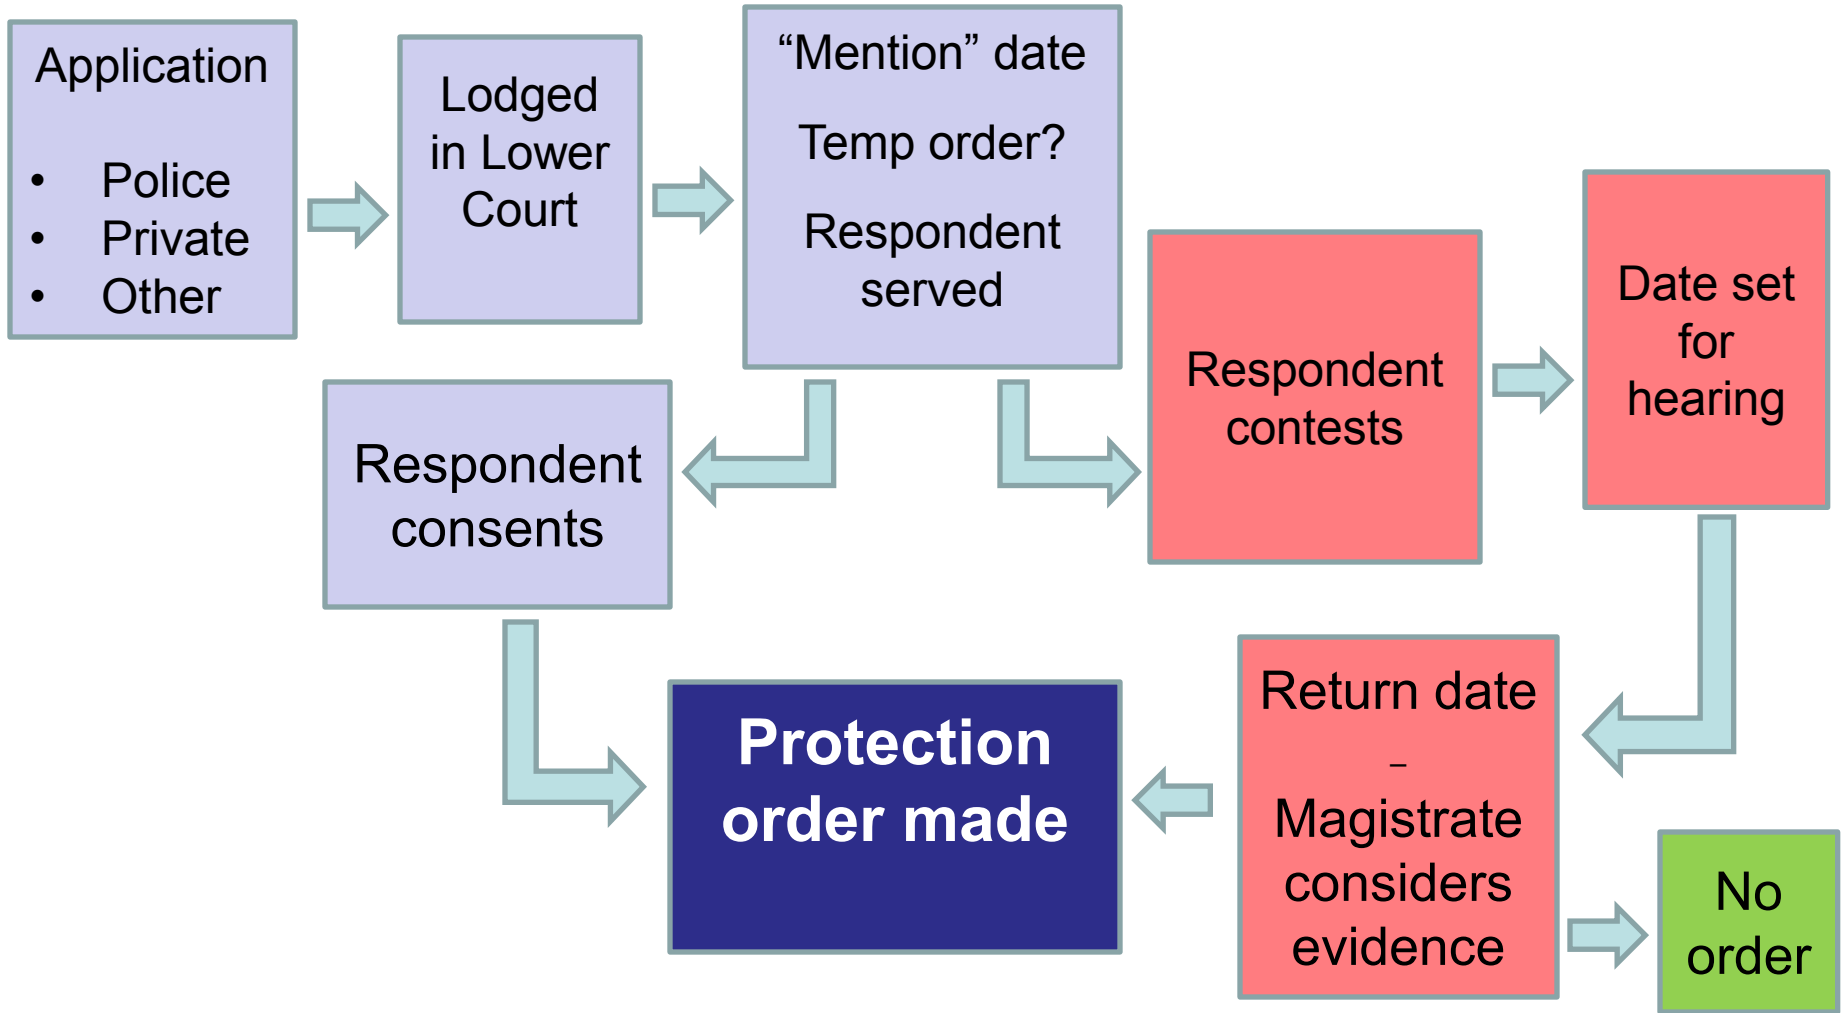 Application
• Police
• Private
• Other
Lodged
in Lower
Court
“Mention” date
Temp order?
Respondent
served
Respondent
consents
Respondent
contests
Date set
for
hearing
Return date
–
Magistrate
considers
evidence
Protection
order made
No
order